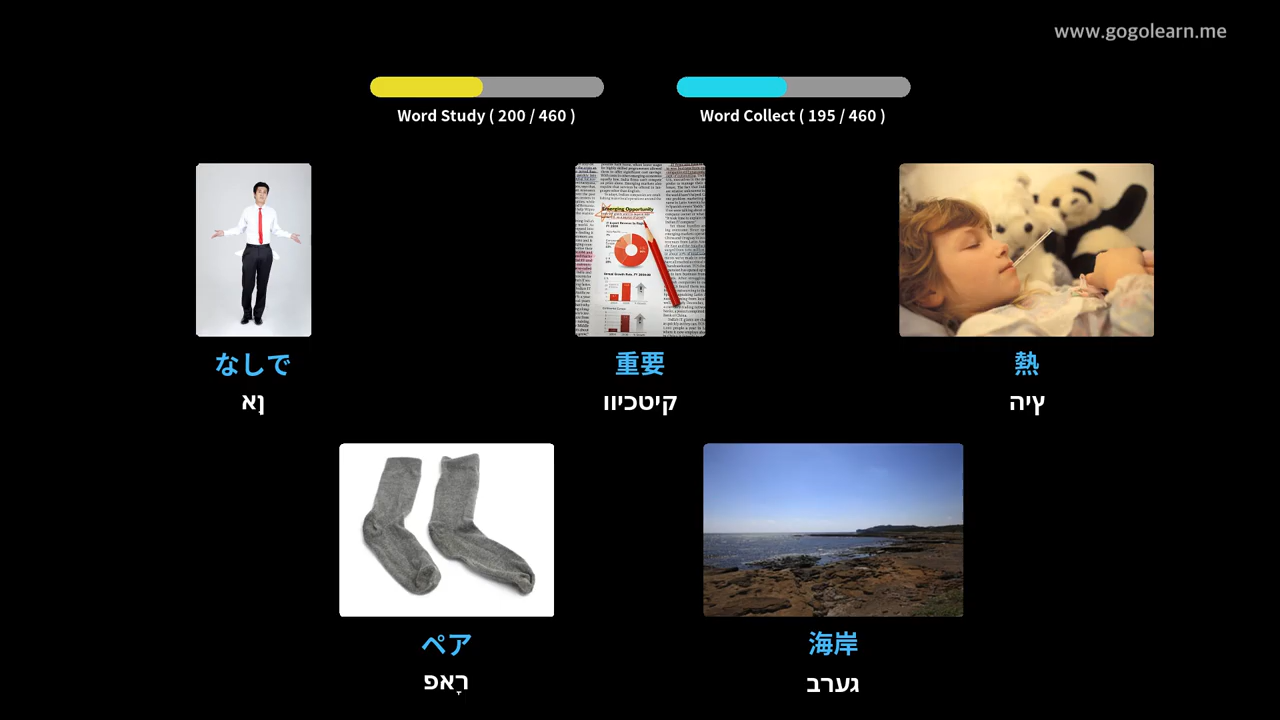 www.gogolearn.me
Word Study ( 200 / 460 )
Word Collect ( 195 / 460 )
なしで
ןָא
重要
קיטכיוו
熱
ץיה
ペア
רָאפ
海岸
גערב